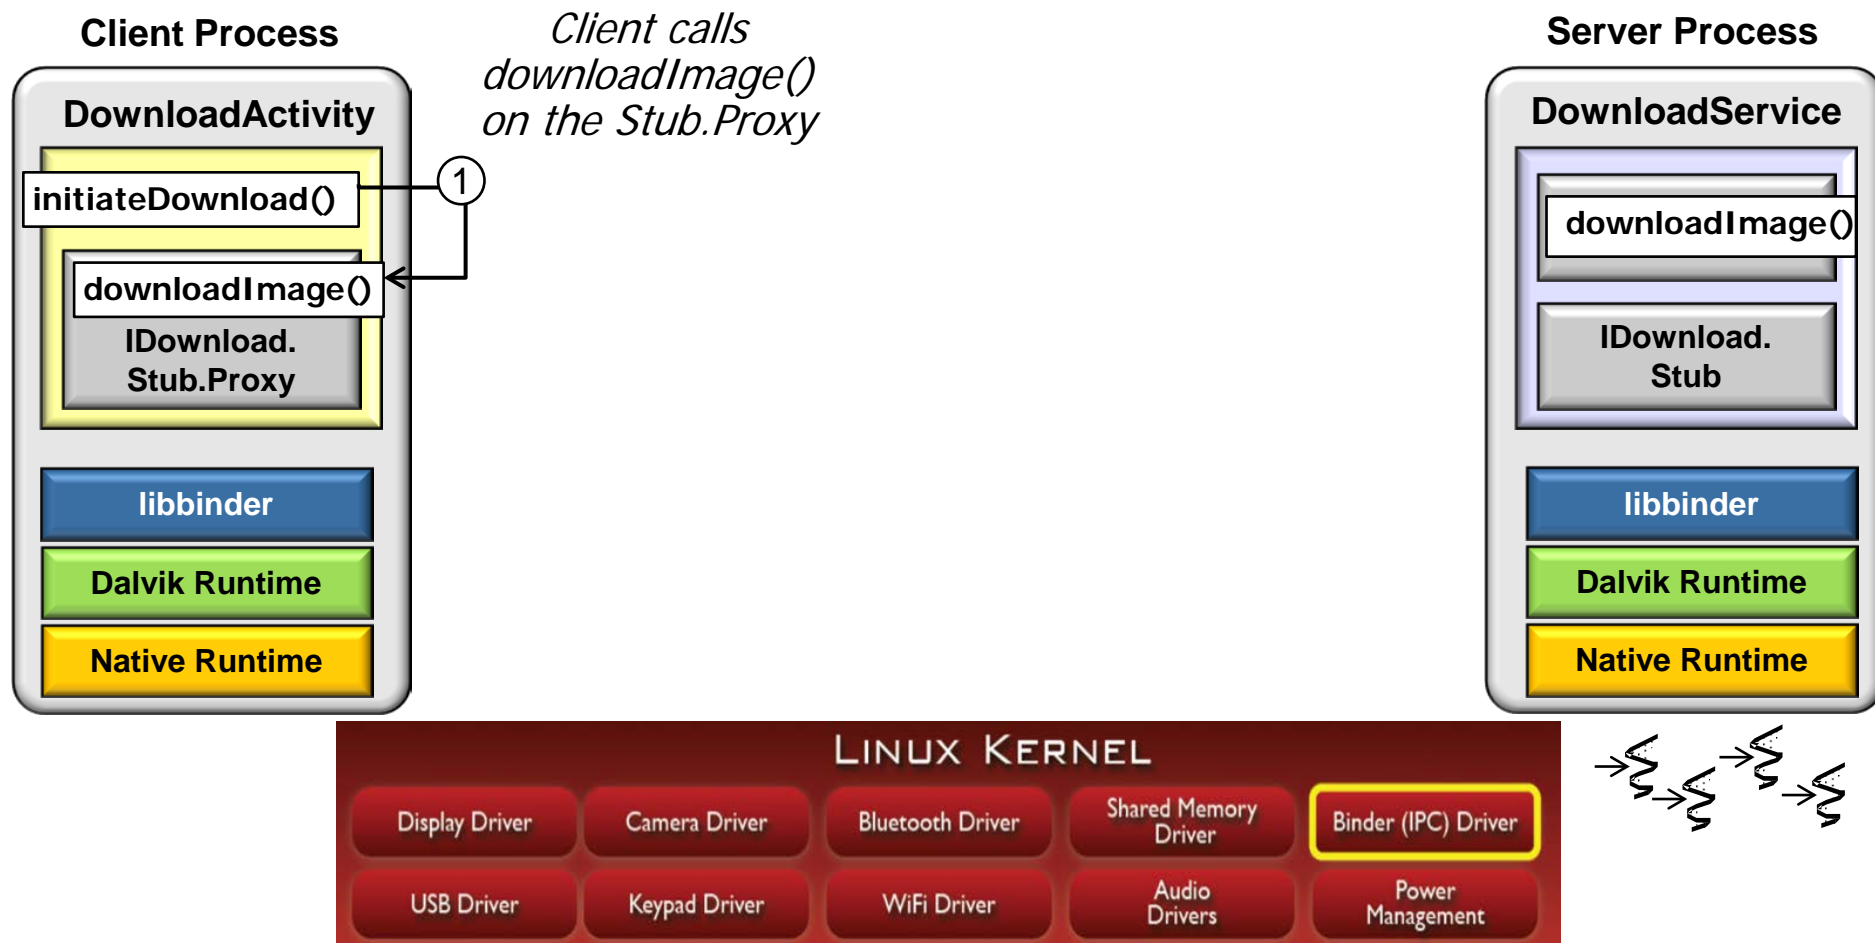 Client Process
DownloadActivity
initiateDownload()
downloadImage()
IDownload.
Stub.Proxy
libbinder
Dalvik Runtime
Native Runtime
Client calls
downloadImage()
on the Stub.Proxy
1
Server Process
DownloadService
downloadImage()
IDownload.
Stub
libbinder
Dalvik Runtime
Native Runtime
LINUX KERNEL
Display Driver
Camera Driver
Bluetooth Driver
Shared Memory
Driver
Binder (IPC) Driver
USB Driver
Keypad Driver
WiFi Driver
Audio
Drivers
Power
Management